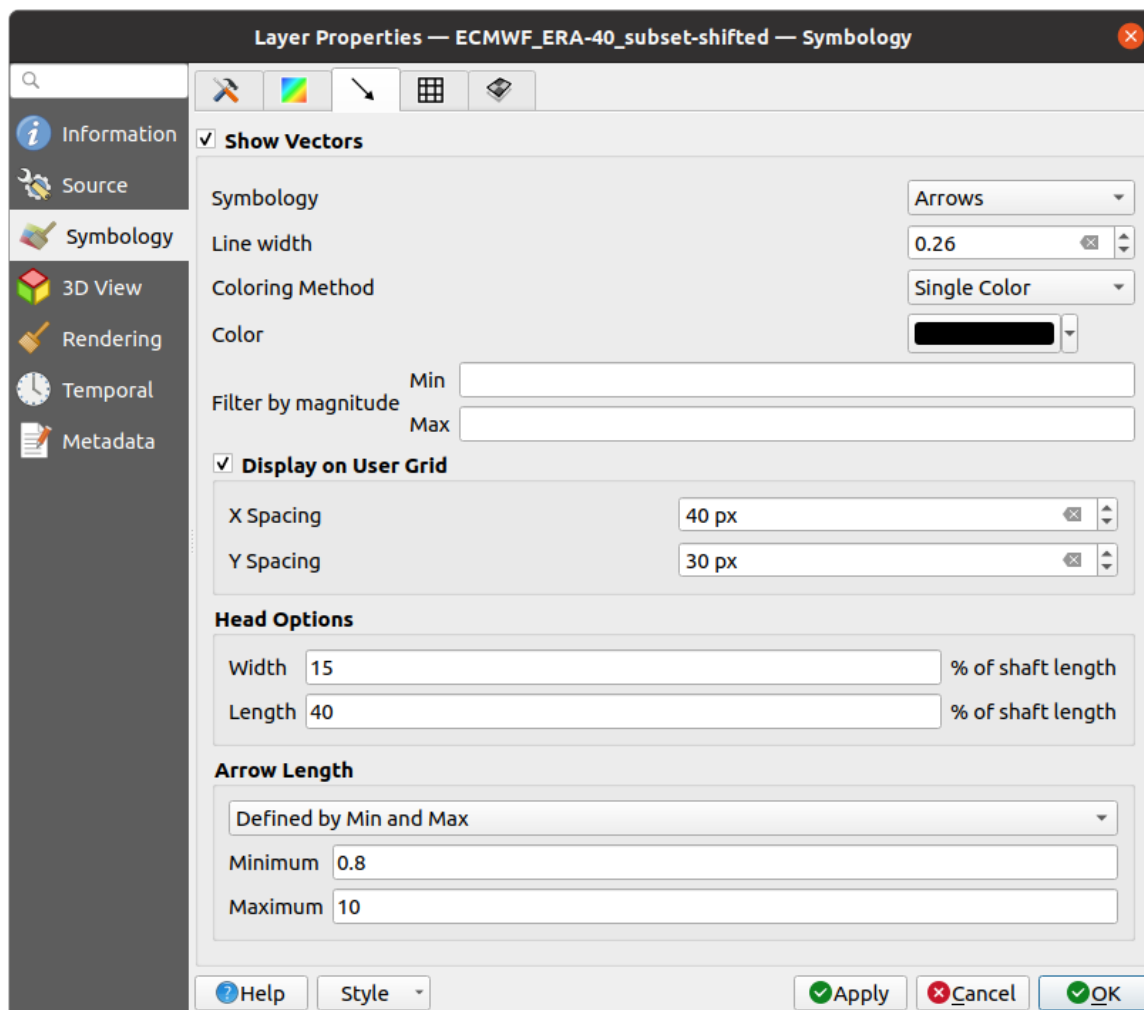 Layer Properties — ECMWF_ERA-40_subset-shifted — Symbology
Information
Source
Symbology
3D View
Rendering
Temporal
Metadata
Show Vectors
Symbology Arrows
Line width 0.26
Coloring Method Single Color
Color
Filter by magnitude
Min
Max
Display on User Grid
X Spacing 40 px
Y Spacing 30 px
Head Options
Width 15 % of shaft length
Length 40 % of shaft length
Arrow Length
Defined by Min and Max
Minimum 0.8
Maximum 10
Help Style Apply Cancel OK